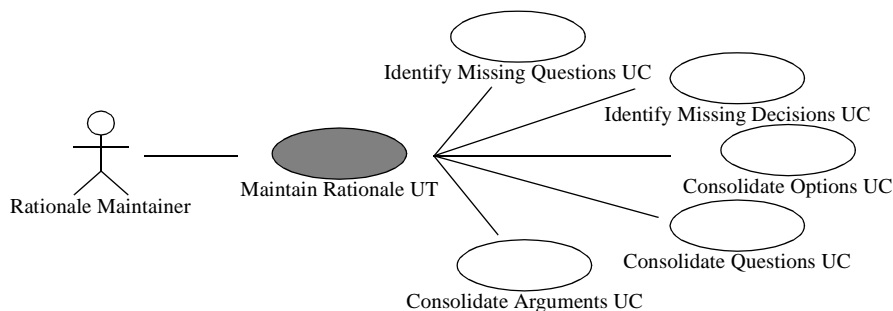 Identify Missing Questions UC
Identify Missing Decisions UC
Maintain Rationale UT
Consolidate Options UC
Rationale Maintainer
Consolidate Questions UC
Consolidate Arguments UC